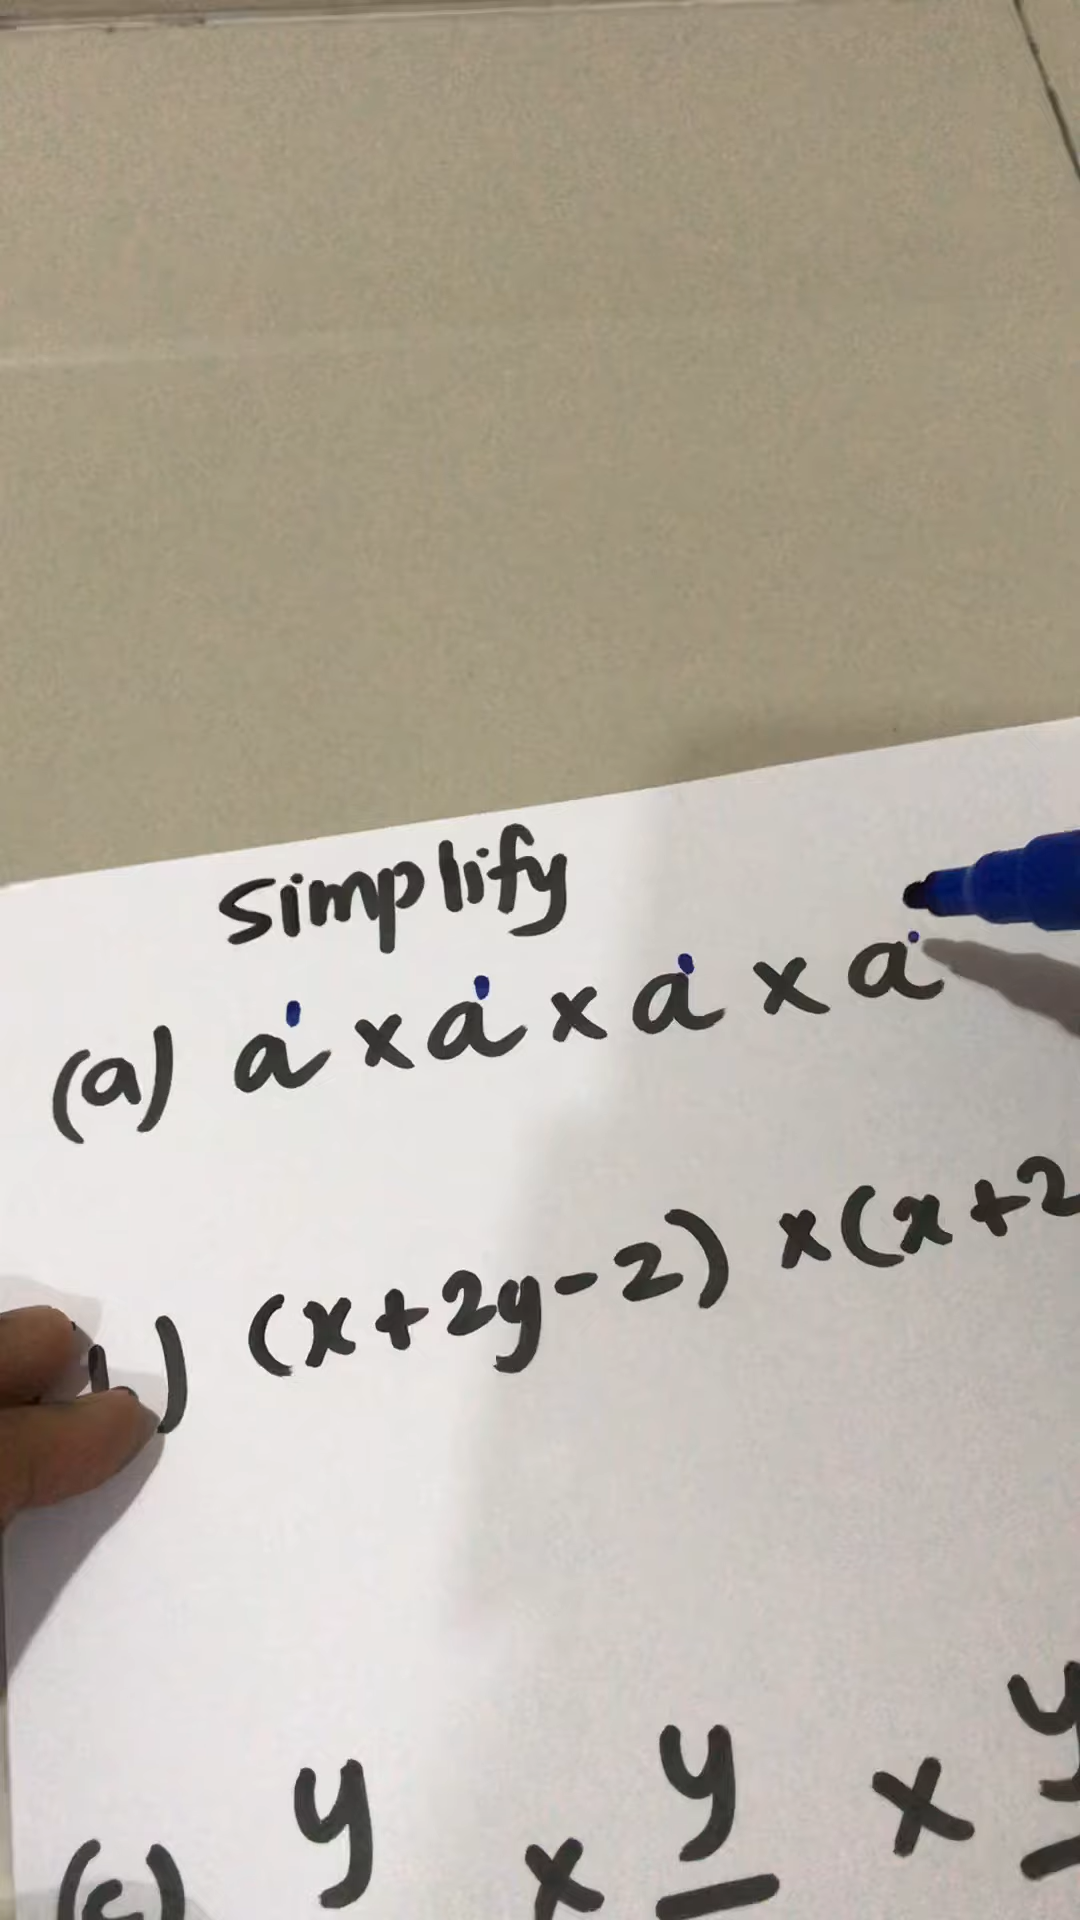 Simplify
(a) a × a × a × a
) (x+2y-2) × (x+2
(c) y × y × y